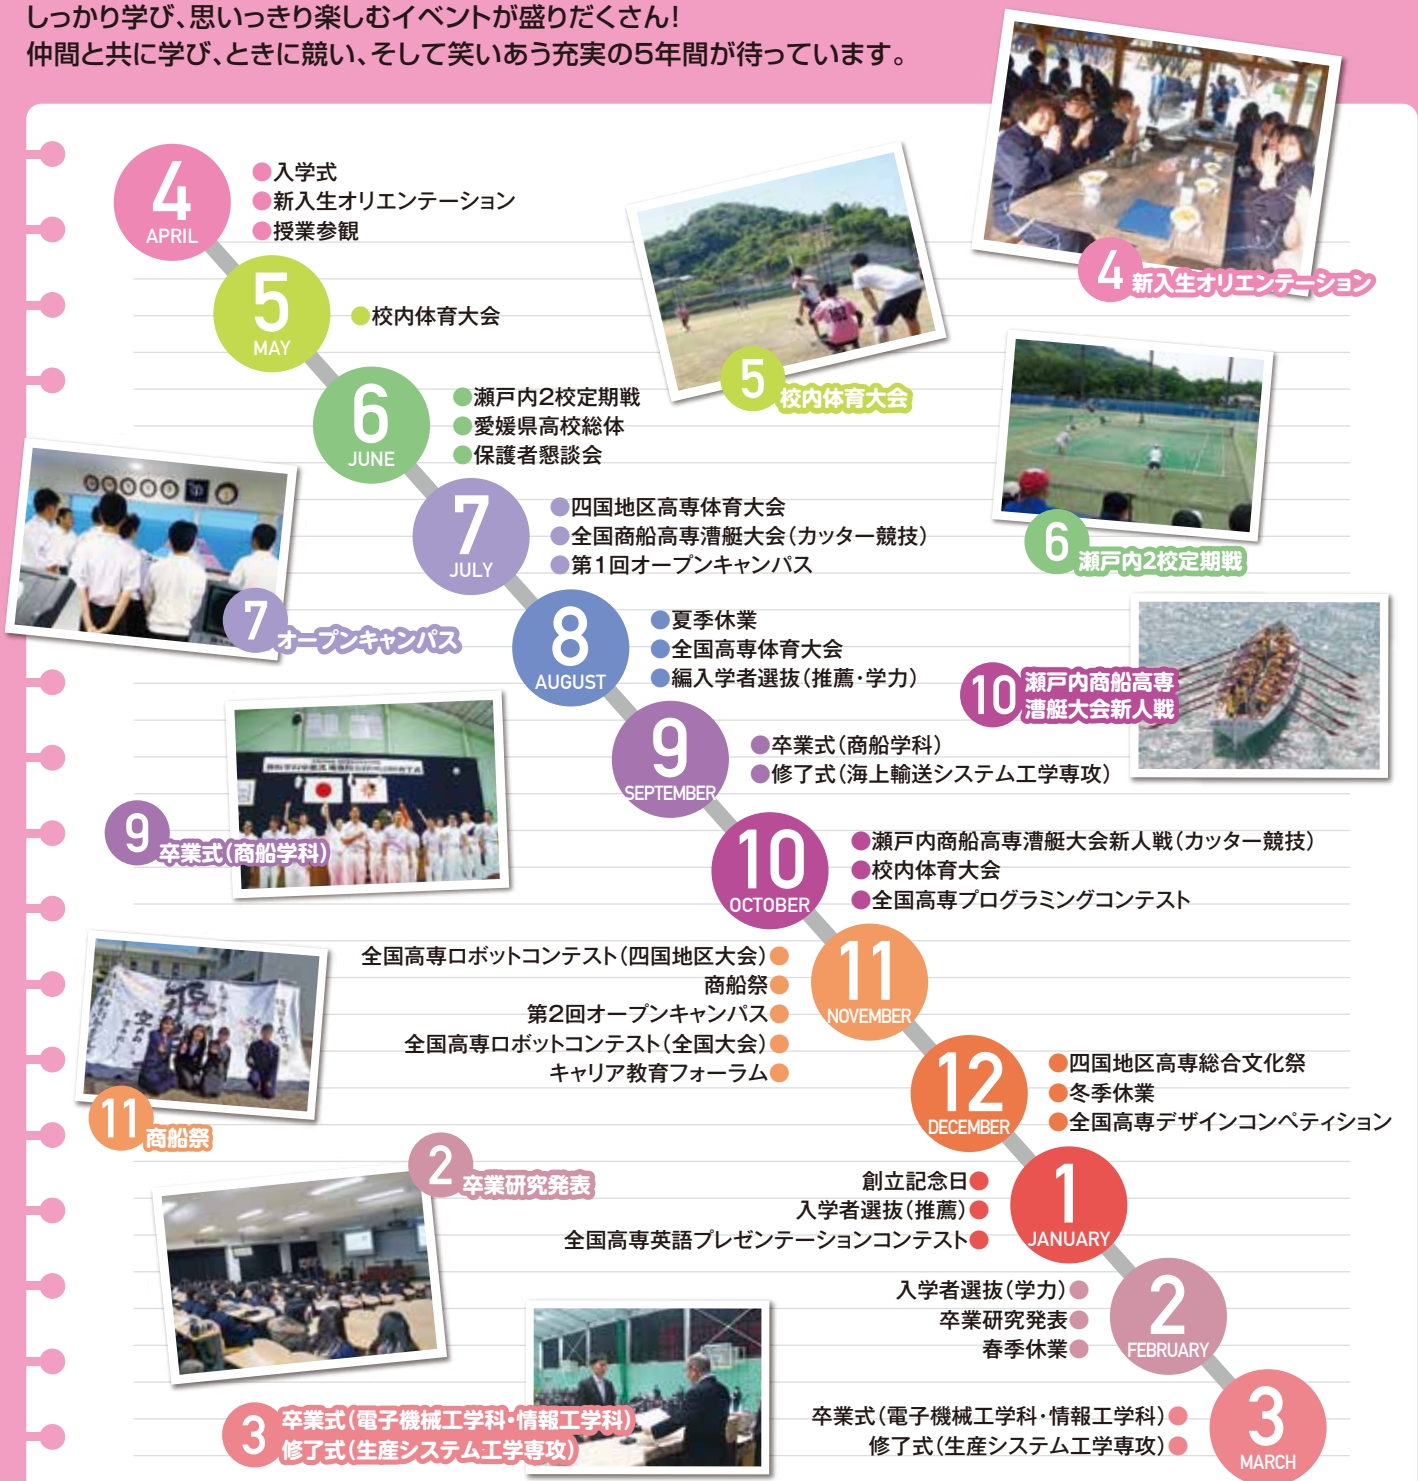 しっかり学び、思いっきり楽しむイベントが盛りだくさん!
仲間と共に学び、ときに競い、そして笑いあう充実の5年間が待っています。
4
APRIL
●入学式
●新入生オリエンテーション
●授業参観
4 新入生オリエンテーション
5
MAY
●校内体育大会
5 校内体育大会
6
JUNE
●瀬戸内2校定期戦
●愛媛県高校総体
●保護者懇談会
6 瀬戸内2校定期戦
7
JULY
●四国地区高専体育大会
●全国商船高専漕艇大会(カッター競技)
●第1回オープンキャンパス
7 オープンキャンパス
8
AUGUST
●夏季休業
●全国高専体育大会
●編入学者選抜(推薦・学力)
10 瀬戸内商船高専
漕艇大会新人戦
9
SEPTEMBER
●卒業式(商船学科)
●修了式(海上輸送システム工学専攻)
9 卒業式(商船学科)
10
OCTOBER
●瀬戸内商船高専漕艇大会新人戦(カッター競技)
●校内体育大会
●全国高専プログラミングコンテスト
11
NOVEMBER
全国高専ロボットコンテスト(四国地区大会)●
商船祭●
第2回オープンキャンパス●
全国高専ロボットコンテスト(全国大会)●
キャリア教育フォーラム●
11 商船祭
12
DECEMBER
●四国地区高専総合文化祭
●冬季休業
●全国高専デザインコンペティション
2 卒業研究発表
1
JANUARY
創立記念日●
入学者選抜(推薦)●
全国高専英語プレゼンテーションコンテスト●
2
FEBRUARY
入学者選抜(学力)●
卒業研究発表●
春季休業●
3
MARCH
卒業式(電子機械工学科・情報工学科)●
修了式(生産システム工学専攻)●
3 卒業式(電子機械工学科・情報工学科)
修了式(生産システム工学専攻)